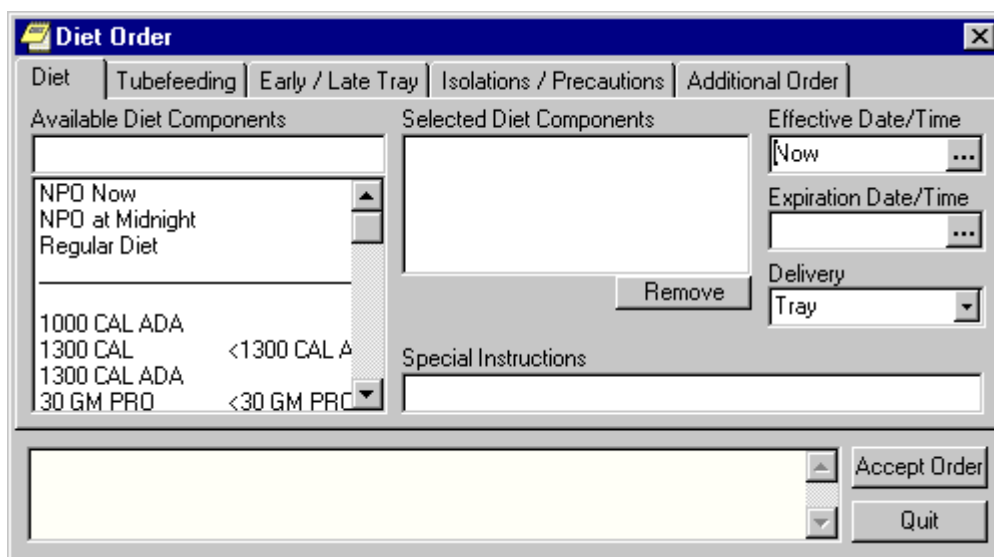 Diet Order
Diet Tubefeeding Early / Late Tray Isolations / Precautions Additional Order
Available Diet Components
NPO Now
NPO at Midnight
Regular Diet
1000 CAL ADA
1300 CAL <1300 CAL A
1300 CAL ADA
30 GM PRO <30 GM PRO
Selected Diet Components
Remove
Special Instructions
Effective Date/Time
Now ...
Expiration Date/Time
...
Delivery
Tray
Accept Order
Quit